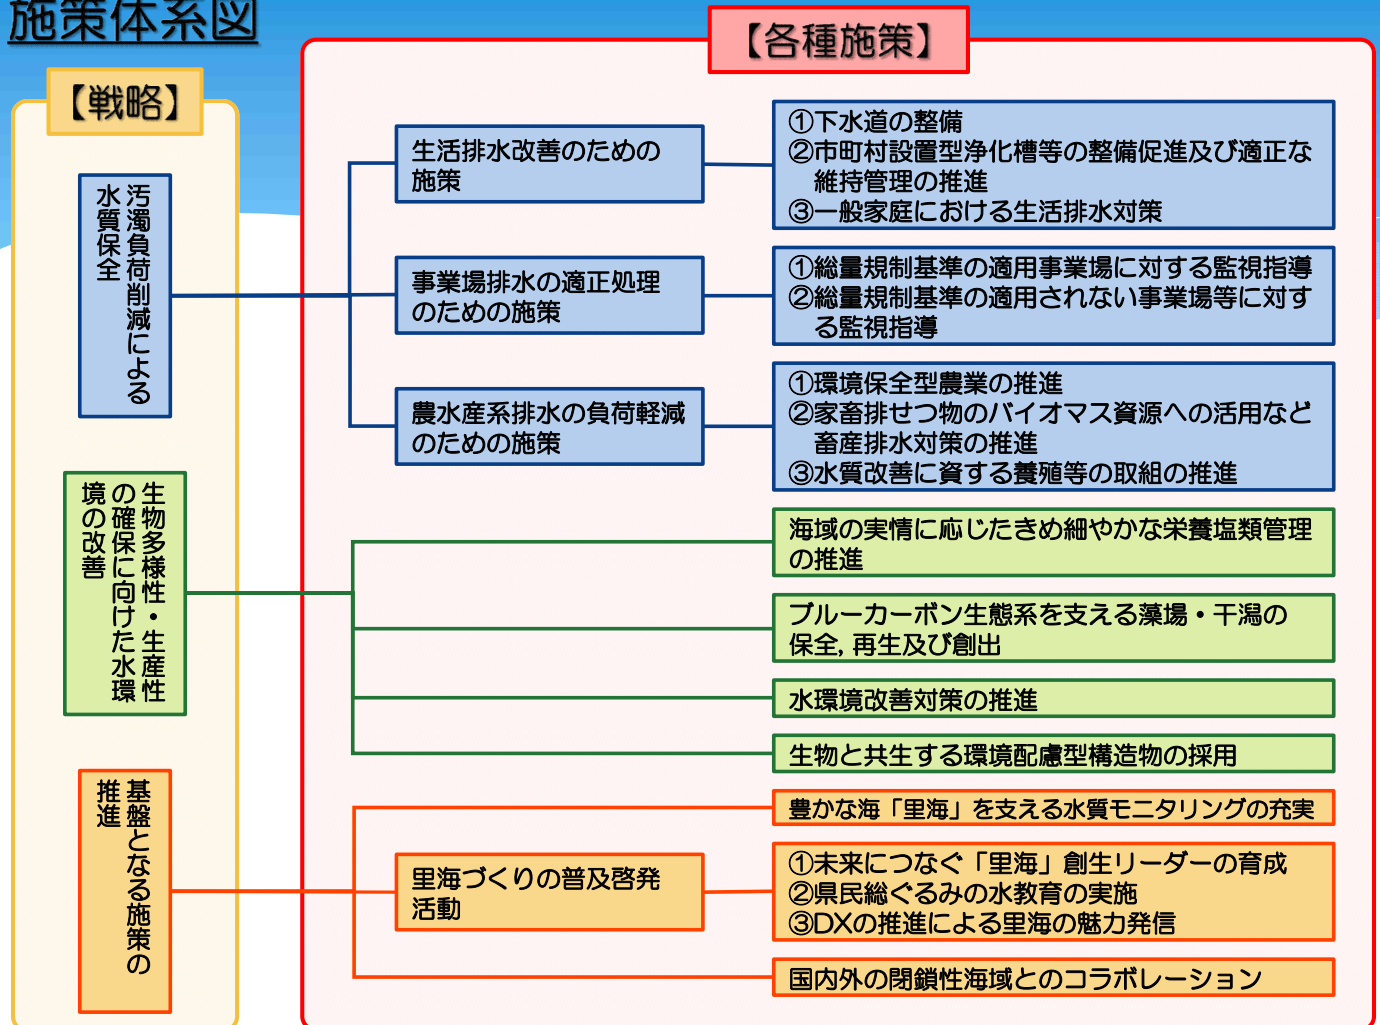 施策体系図
【各種施策】
【戦略】
汚濁負荷削減による
水質保全
生活排水改善のための
施策
①下水道の整備
②市町村設置型浄化槽等の整備促進及び適正な
維持管理の推進
③一般家庭における生活排水対策
事業場排水の適正処理
のための施策
①総量規制基準の適用事業場に対する監視指導
②総量規制基準の適用されない事業場等に対す
る監視指導
農水産系排水の負荷軽減
のための施策
①環境保全型農業の推進
②家畜排せつ物のバイオマス資源への活用など
畜産排水対策の推進
③水質改善に資する養殖等の取組の推進
生物多様性・生産性
の確保に向けた水環
境の改善
海域の実情に応じたきめ細やかな栄養塩類管理
の推進
ブルーカーボン生態系を支える藻場・干潟の
保全, 再生及び創出
水環境改善対策の推進
生物と共生する環境配慮型構造物の採用
基盤となる施策の
推進
豊かな海「里海」を支える水質モニタリングの充実
里海づくりの普及啓発
活動
①未来につなぐ「里海」創生リーダーの育成
②県民総ぐるみの水教育の実施
③DXの推進による里海の魅力発信
国内外の閉鎖性海域とのコラボレーション